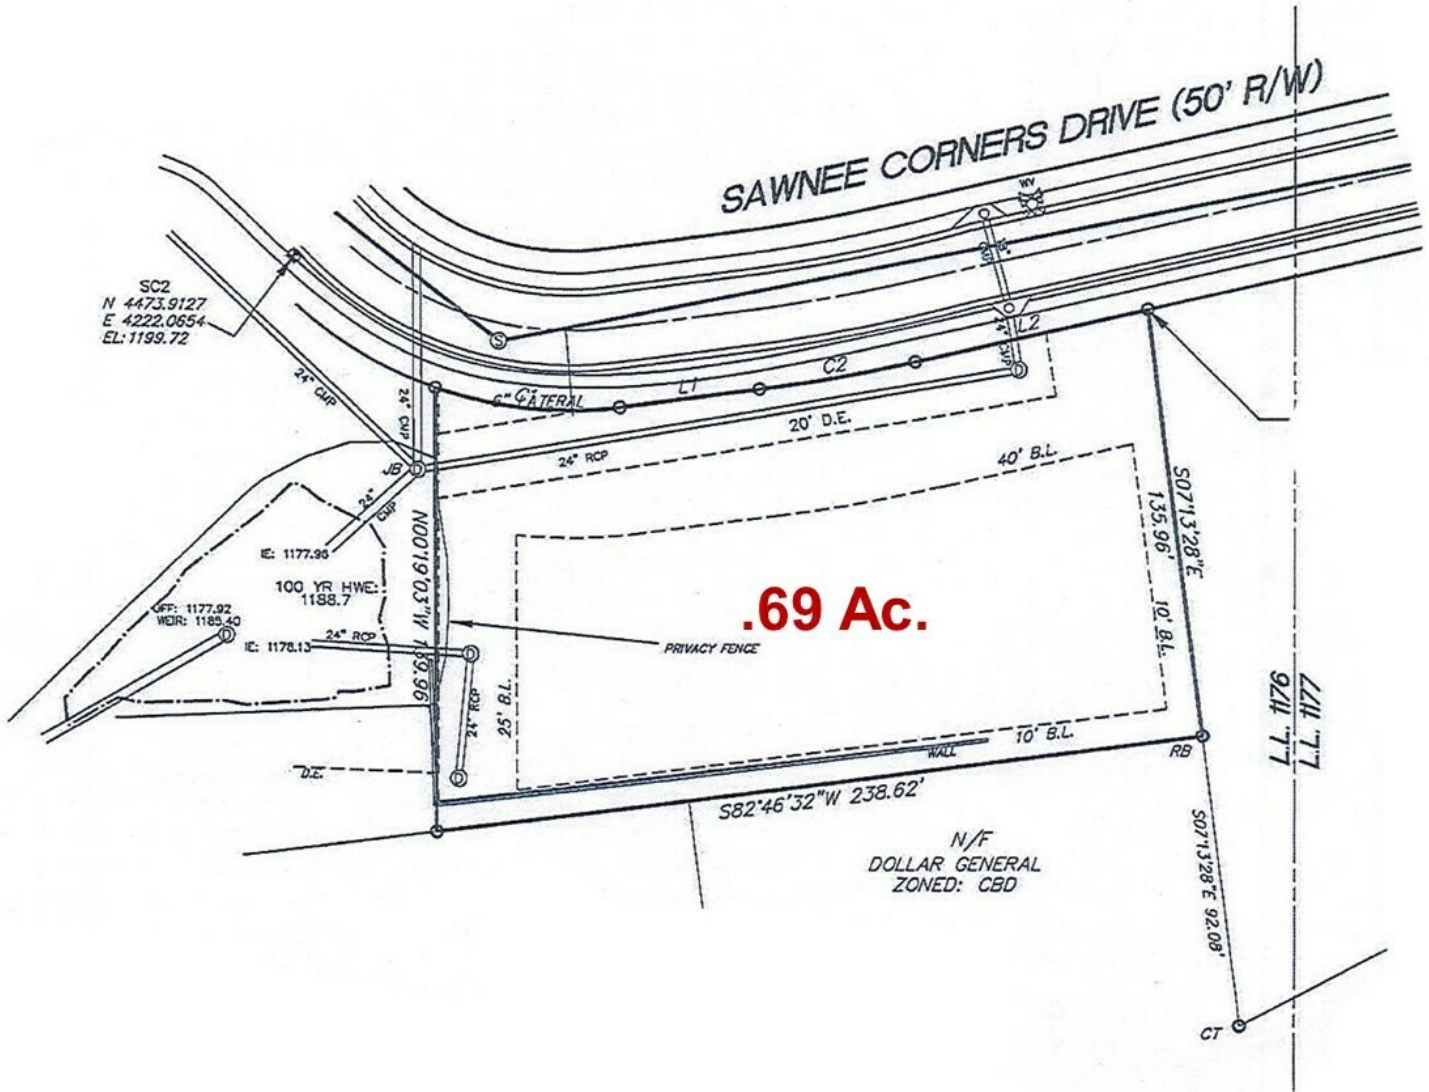 SAWNEE CORNERS DRIVE (50' R/W)
WV
SC2
N 4473.9127
E 4222.0654
EL: 1199.72
S
24" CMP
24" CMP
24" CMP
L2
C2
L1
6" LATERAL
D
20' D.E.
24" RCP
JB
D
24"
CMP
40' B.L.
S07°13'28"E
135.96'
10' B.L.
IE: 1177.96
100 YR HWE:
1188.7
OFF: 1177.92
WEIR: 1185.40
D
IE: 1178.13
24" RCP
D
N00°19'03"W
.69 Ac.
PRIVACY FENCE
25' B.L.
24" RCP
D
D.E.
WALL
10' B.L.
RB
S82°46'32"W 238.62'
L.L. 1176
L.L. 1177
N/F
DOLLAR GENERAL
ZONED: CBD
S07°13'28"E 92.08'
CT